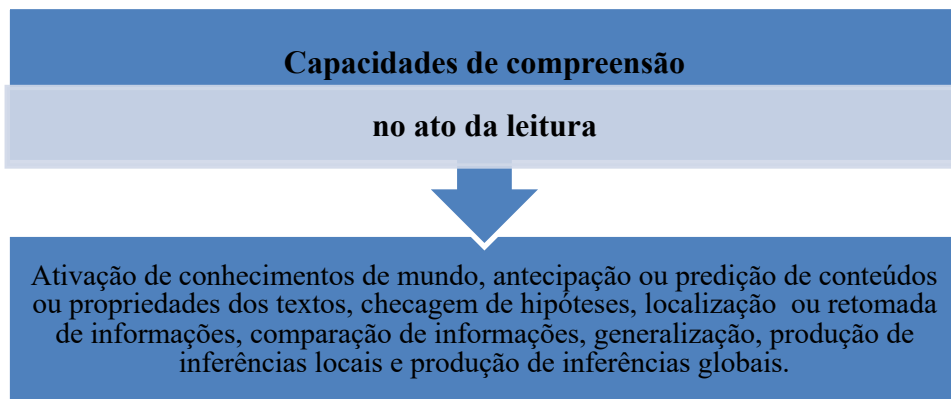 Capacidades de compreensão
no ato da leitura
Ativação de conhecimentos de mundo, antecipação ou predição de conteúdos
ou propriedades dos textos, checagem de hipóteses, localização ou retomada
de informações, comparação de informações, generalização, produção de
inferências locais e produção de inferências globais.